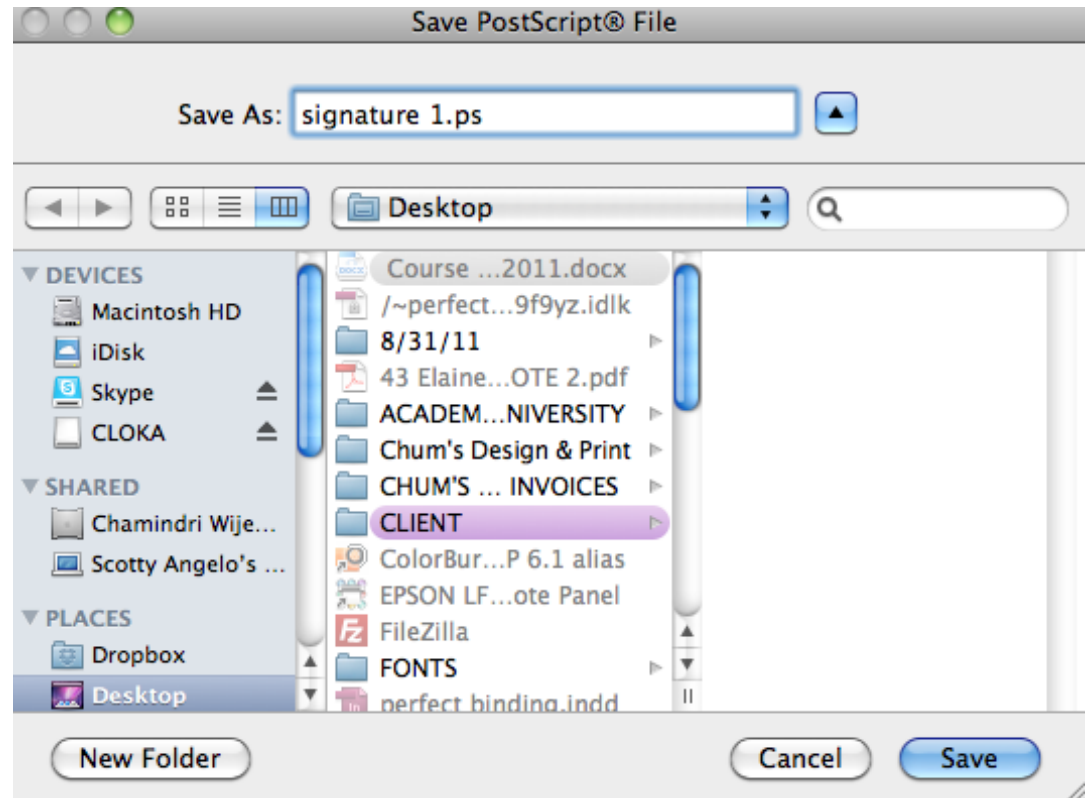 Save PostScript® File
Save As: signature 1.ps
Desktop
DEVICES
Macintosh HD
iDisk
Skype
CLOKA
SHARED
Chamindri Wije...
Scotty Angelo's ...
PLACES
Dropbox
Desktop
Course ...2011.docx
/~perfect...9f9yz.idlk
8/31/11
43 Elaine...OTE 2.pdf
ACADEM...NIVERSITY
Chum's Design & Print
CHUM'S ... INVOICES
CLIENT
ColorBur...P 6.1 alias
EPSON LF...ote Panel
FileZilla
FONTS
perfect binding.indd
New Folder
Cancel
Save